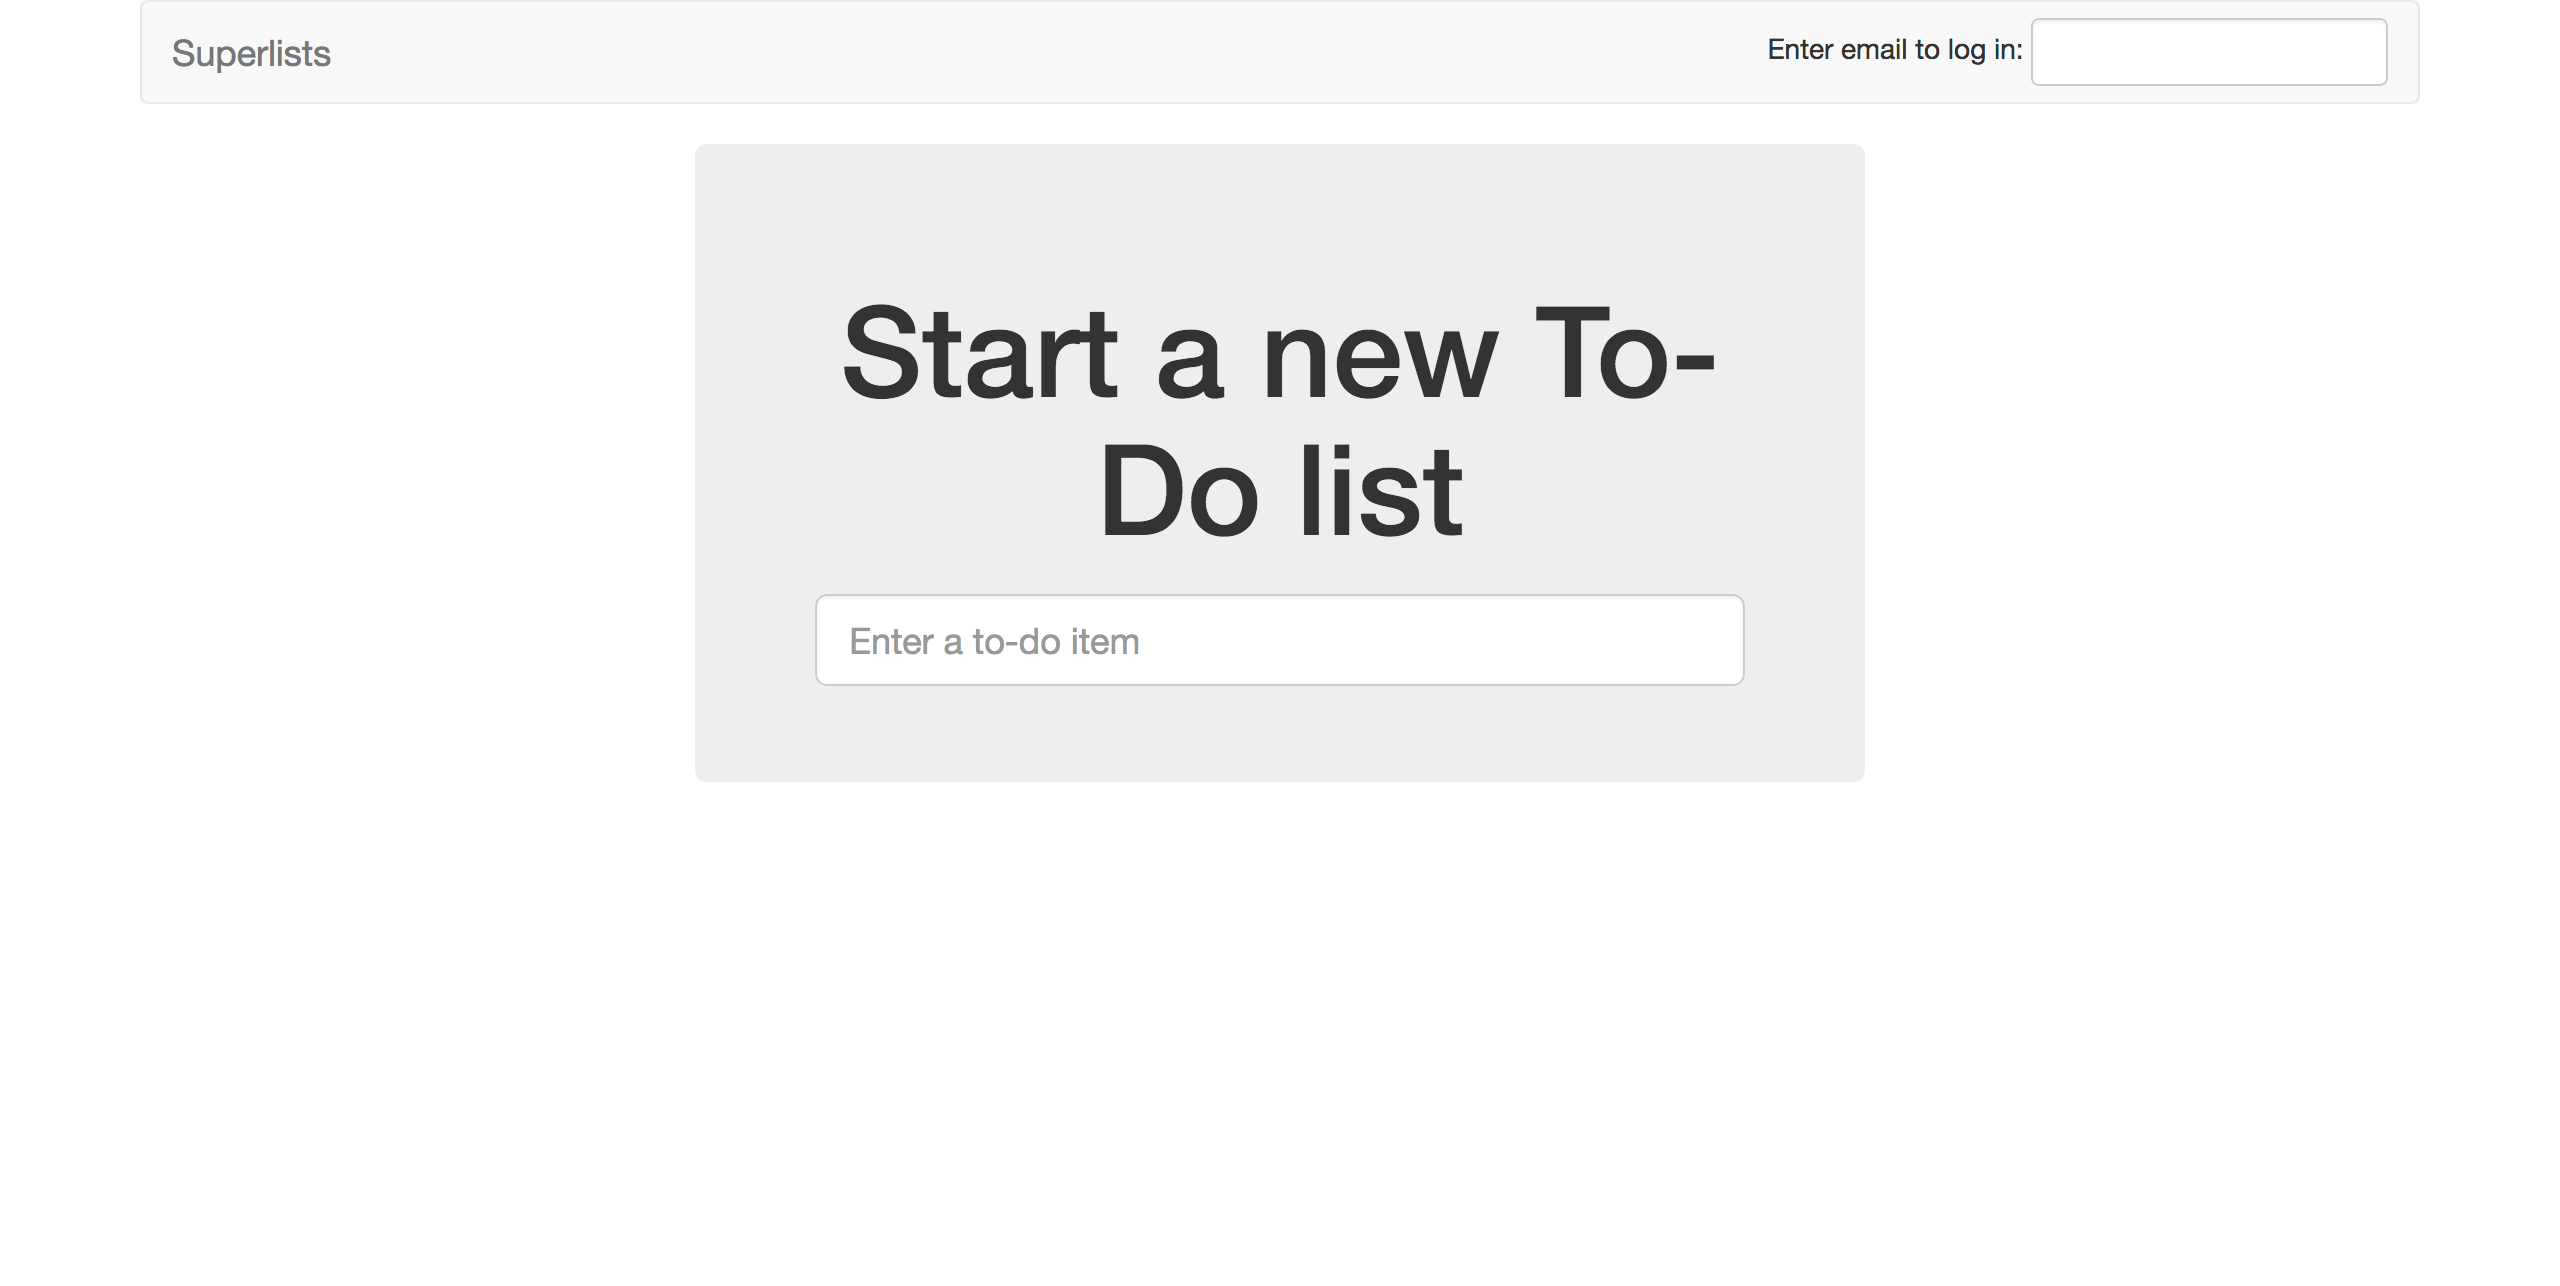 Superlists
Enter email to log in:
Start a new To-
Do list
Enter a to-do item